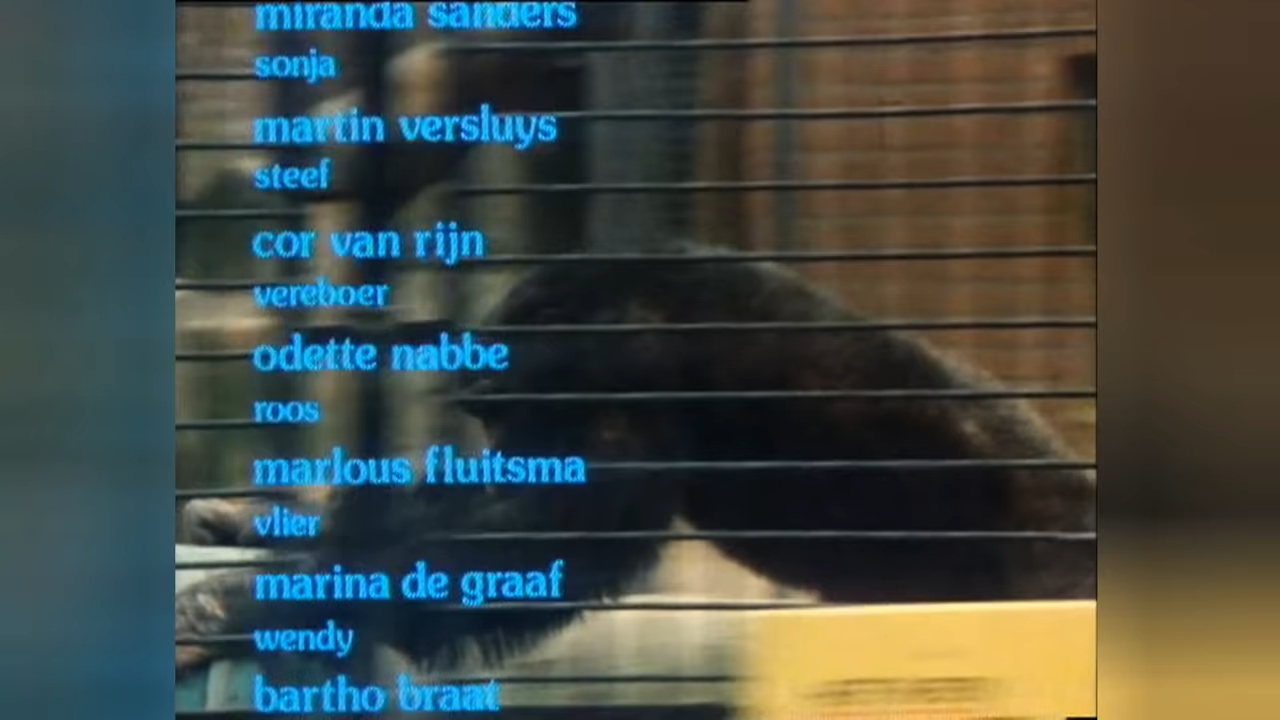 miranda sanders
sonja
martin versluys
steef
cor van rijn
vereboer
odette nabbe
roos
marlous fluitsma
vlier
marina de graaf
wendy
bartho braat